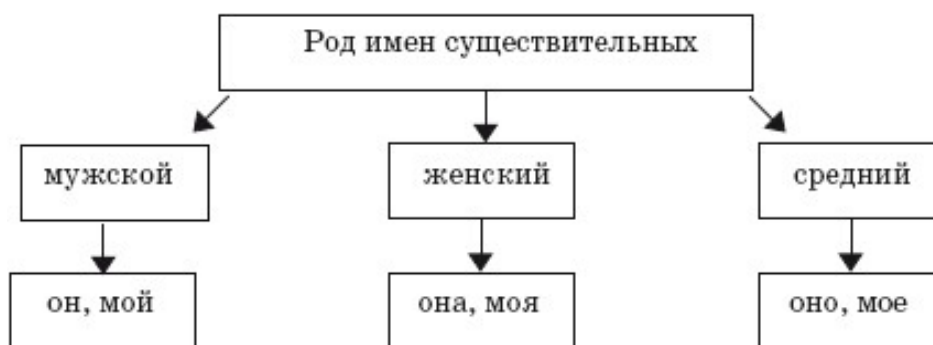 Род имен существительных
мужской
женский
средний
он, мой
она, моя
оно, мое